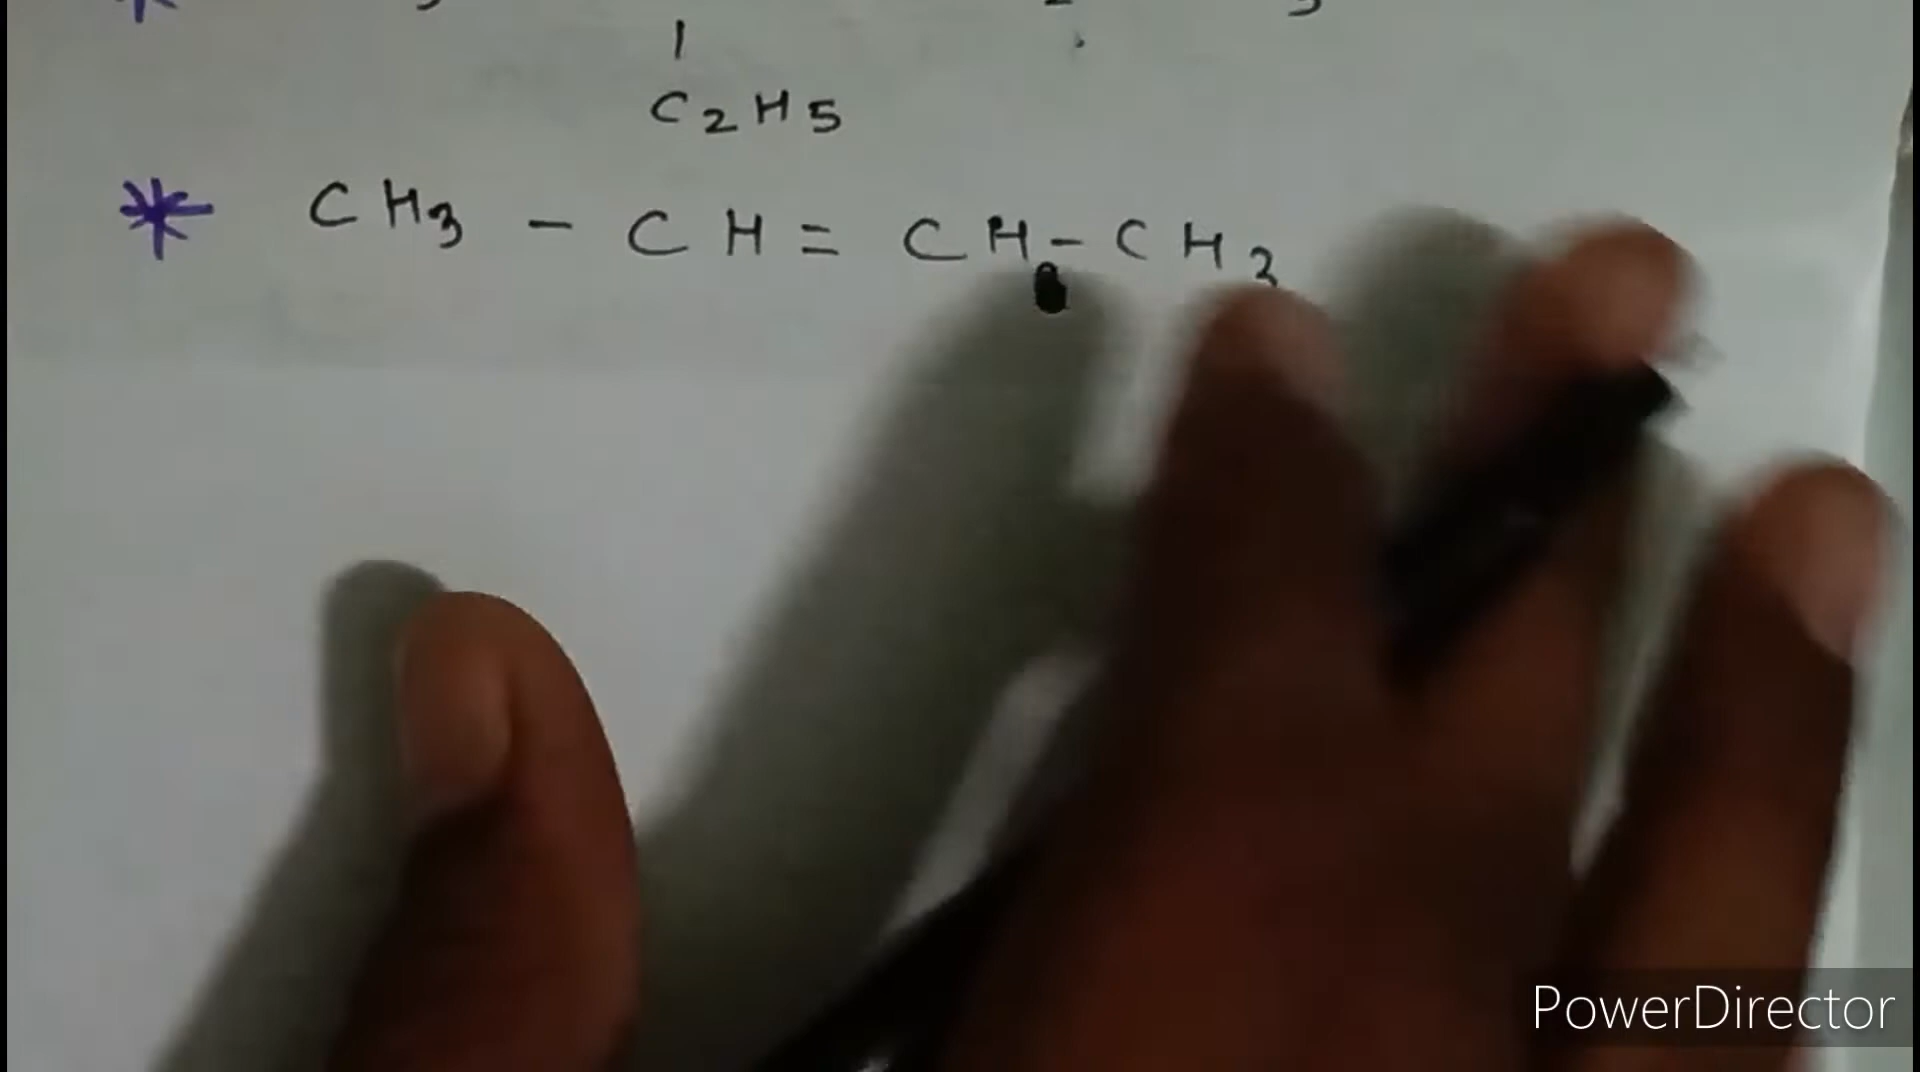 C2H5
* CH3 - CH = CH - CH3
PowerDirector